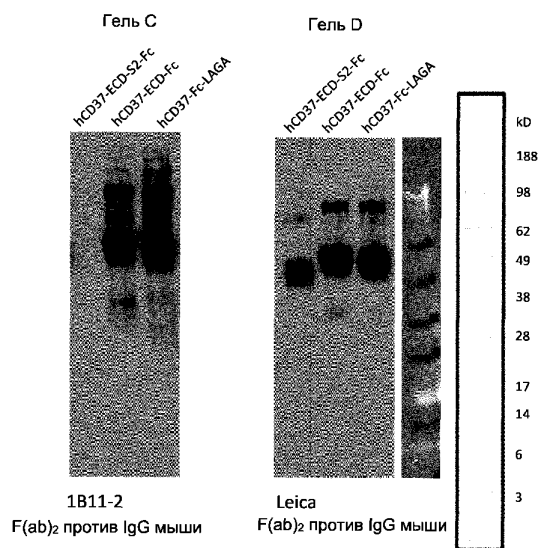 Гель C
Гель D
hCD37-ECD-S2-Fc
hCD37-ECD-Fc
hCD37-Fc-LAGA
hCD37-ECD-S2-Fc
hCD37-ECD-Fc
hCD37-Fc-LAGA
kD
188
98
62
49
38
28
17
14
6
3
1B11-2
F(ab)₂ против IgG мыши
Leica
F(ab)₂ против IgG мыши